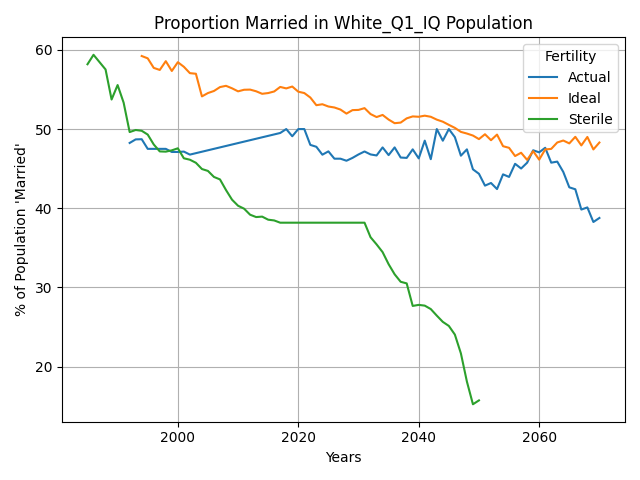 Proportion Married in White_Q1_IQ Population
Fertility
Actual
Ideal
Sterile
% of Population 'Married'
60
50
40
30
20
2000
2020
2040
2060
Years